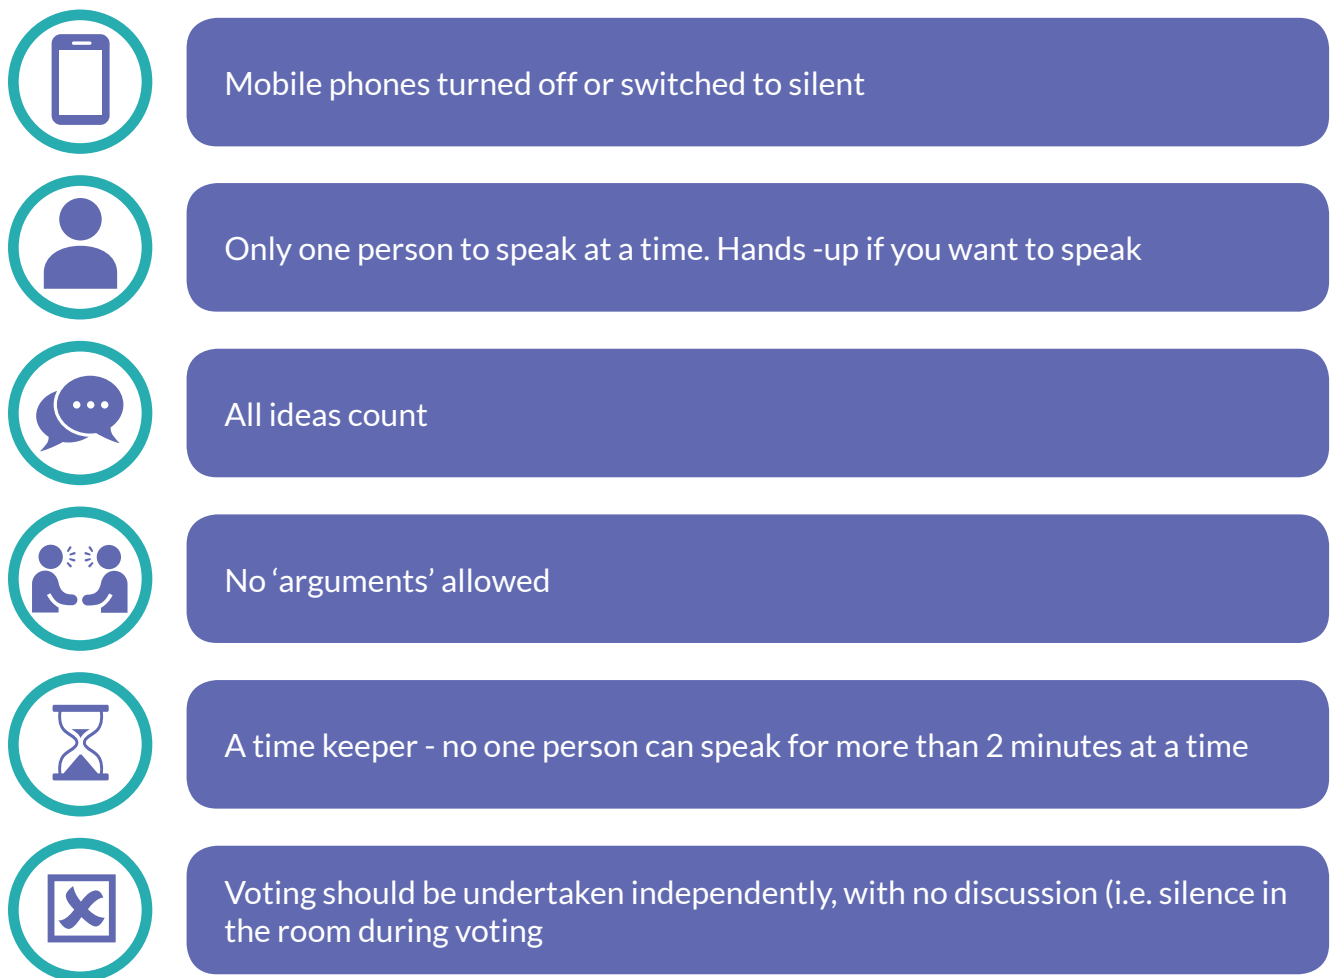 Mobile phones turned off or switched to silent
Only one person to speak at a time. Hands -up if you want to speak
All ideas count
No ‘arguments’ allowed
A time keeper - no one person can speak for more than 2 minutes at a time
Voting should be undertaken independently, with no discussion (i.e. silence in
the room during voting